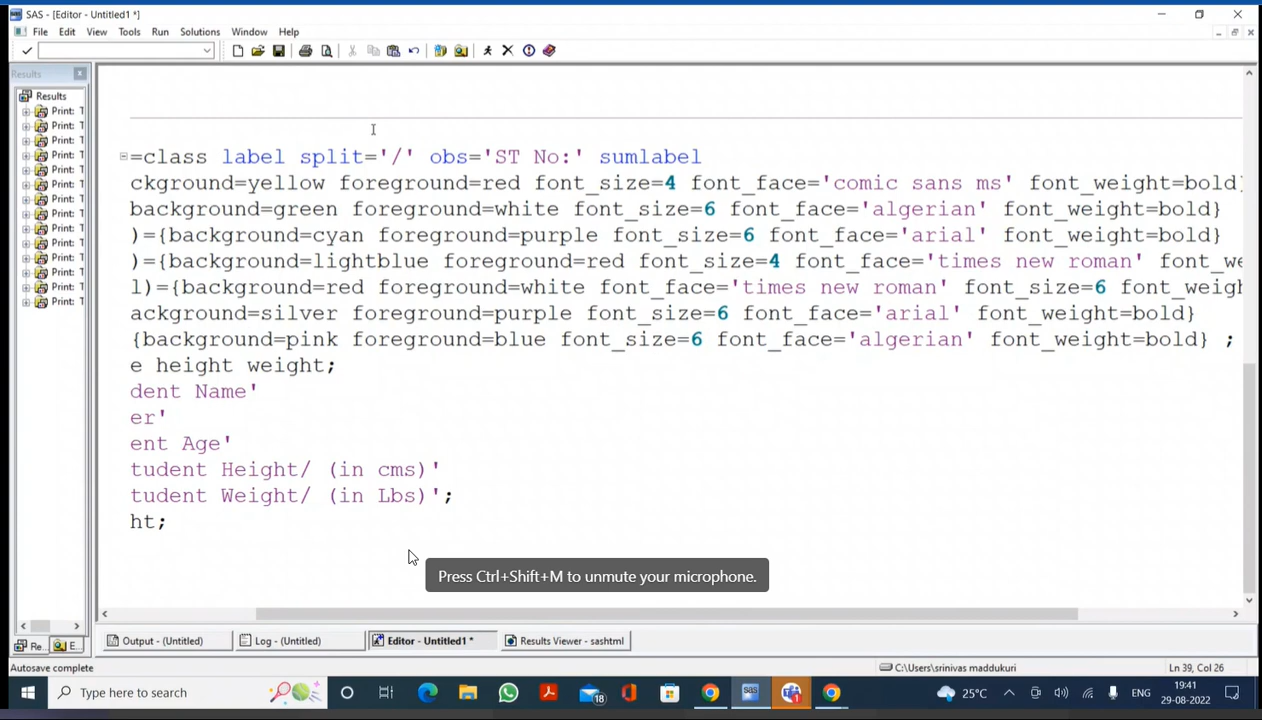 SAS - [Editor - Untitled1 *]
File Edit View Tools Run Solutions Window Help
Results
Results
Print: T
Print: T
Print: T
Print: T
Print: T
Print: T
Print: T
Print: T
Print: T
Print: T
Print: T
Print: T
Print: T
Print: T
=class label split='/' obs='ST No:' sumlabel
ckground=yellow foreground=red font_size=4 font_face='comic sans ms' font_weight=bold}
background=green foreground=white font_size=6 font_face='algerian' font_weight=bold}
)={background=cyan foreground=purple font_size=6 font_face='arial' font_weight=bold}
)={background=lightblue foreground=red font_size=4 font_face='times new roman' font_we
l)={background=red foreground=white font_face='times new roman' font_size=6 font_weigh
ackground=silver foreground=purple font_size=6 font_face='arial' font_weight=bold}
{background=pink foreground=blue font_size=6 font_face='algerian' font_weight=bold} ;
e height weight;
dent Name'
er'
ent Age'
tudent Height/ (in cms)'
tudent Weight/ (in Lbs)';
ht;
Press Ctrl+Shift+M to unmute your microphone.
Re... E...
Output - (Untitled) Log - (Untitled) Editor - Untitled1 * Results Viewer - sashtml
Autosave complete C:\Users\srinivas maddukuri Ln 39, Col 26
Type here to search 18 sas 1 25°C ENG 19:41
29-08-2022